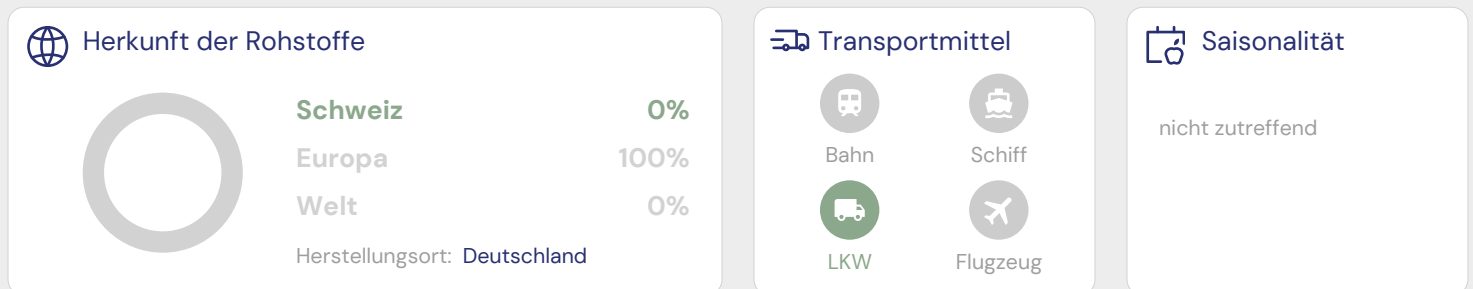 Herkunft der Rohstoffe
Schweiz 0%
Europa 100%
Welt 0%
Herstellungsort: Deutschland
Transportmittel
Bahn
Schiff
LKW
Flugzeug
Saisonalität
nicht zutreffend